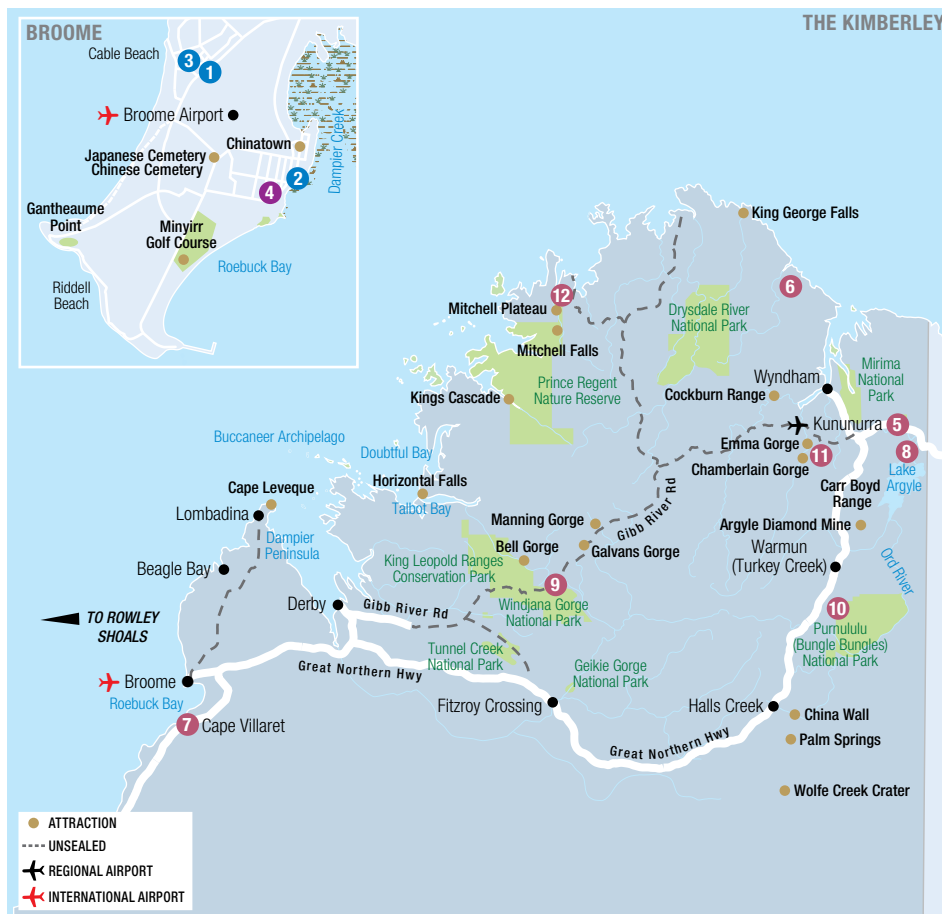 BROOME
Cable Beach
3
1
Broome Airport
Chinatown
Japanese Cemetery
Chinese Cemetery
Dampier Creek
2
4
Gantheaume
Point
Minyirr
Golf Course
Roebuck Bay
Riddell
Beach
THE KIMBERLEY
King George Falls
6
12
Mitchell Plateau
Mitchell Falls
Drysdale River
National Park
Prince Regent
Nature Reserve
Kings Cascade
Cockburn Range
Wyndham
Mirima
National
Park
Kununurra
5
Emma Gorge
11
8
Chamberlain Gorge
Lake
Argyle
Carr Boyd
Range
Buccaneer Archipelago
Doubtful Bay
Horizontal Falls
Talbot Bay
Cape Leveque
Lombadina
Dampier
Peninsula
Beagle Bay
Manning Gorge
Gibb River Rd
Bell Gorge
Galvans Gorge
King Leopold Ranges
Conservation Park
9
Windjana Gorge
National Park
Argyle Diamond Mine
Warmun
(Turkey Creek)
Ord River
10
Purnululu
(Bungle Bungles)
National Park
TO ROWLEY
SHOALS
Derby
Gibb River Rd
Tunnel Creek
National Park
Great Northern Hwy
Geikie Gorge
National Park
Broome
Roebuck Bay
7
Cape Villaret
Fitzroy Crossing
Halls Creek
Great Northern Hwy
China Wall
Palm Springs
Wolfe Creek Crater
ATTRACTION
UNSEALED
REGIONAL AIRPORT
INTERNATIONAL AIRPORT